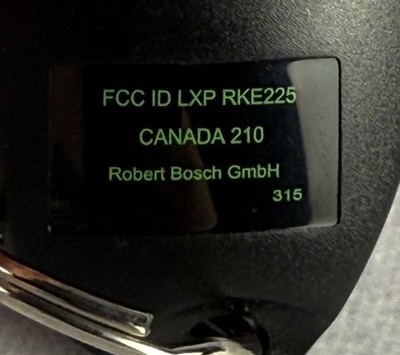 FCC ID LXP RKE225
CANADA 210
Robert Bosch GmbH
315